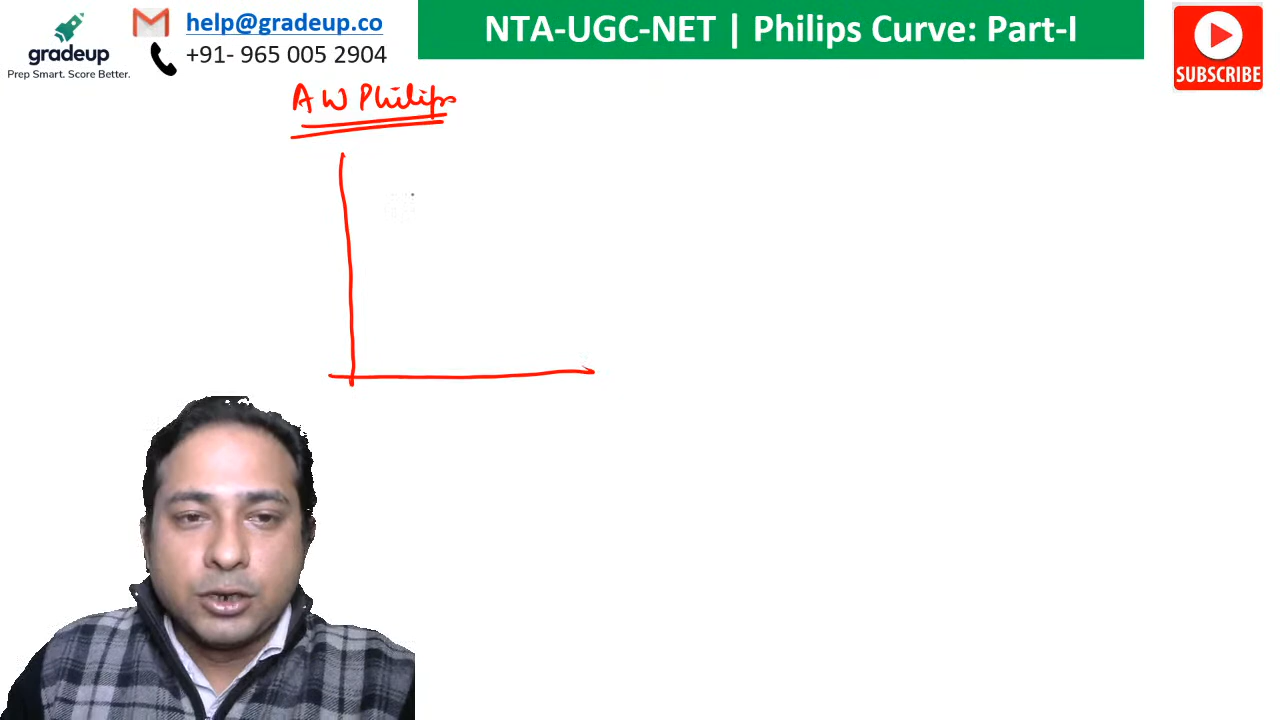 gradeup
Prep Smart. Score Better.
help@gradeup.co
+91- 965 005 2904
NTA-UGC-NET | Philips Curve: Part-I
SUBSCRIBE
A W Philips